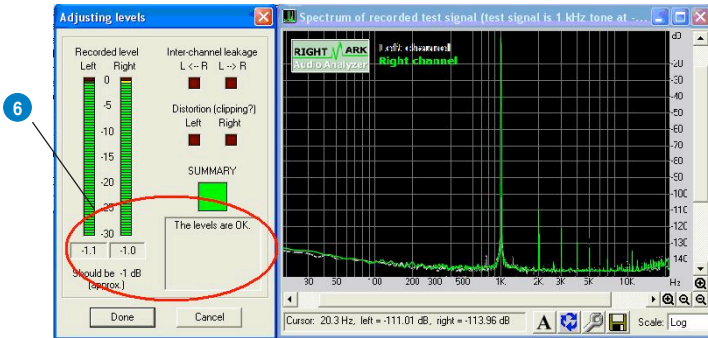 Adjusting levels
Recorded level
Left Right
0
-5
-10
-15
-20
-25
-30
-1.1 -1.0
Should be -1 dB
(approx.)
Inter-channel leakage
L <-- R L --> R
Distortion (clipping?)
Left Right
SUMMARY
The levels are OK.
Done Cancel
6
Spectrum of recorded test signal (test signal is 1 kHz tone at -...
RIGHT MARK
Audio Analyzer
Left channel
Right channel
dD
-20
-30
-40
-50
-60
-70
-80
-90
-100
-110
-120
-130
140
30 50 100 200 300 500 1K 2K 3K 5K 10K Hz
Cursor: 20.3 Hz, left = -111.01 dB, right = -113.96 dB
A
Scale: Log